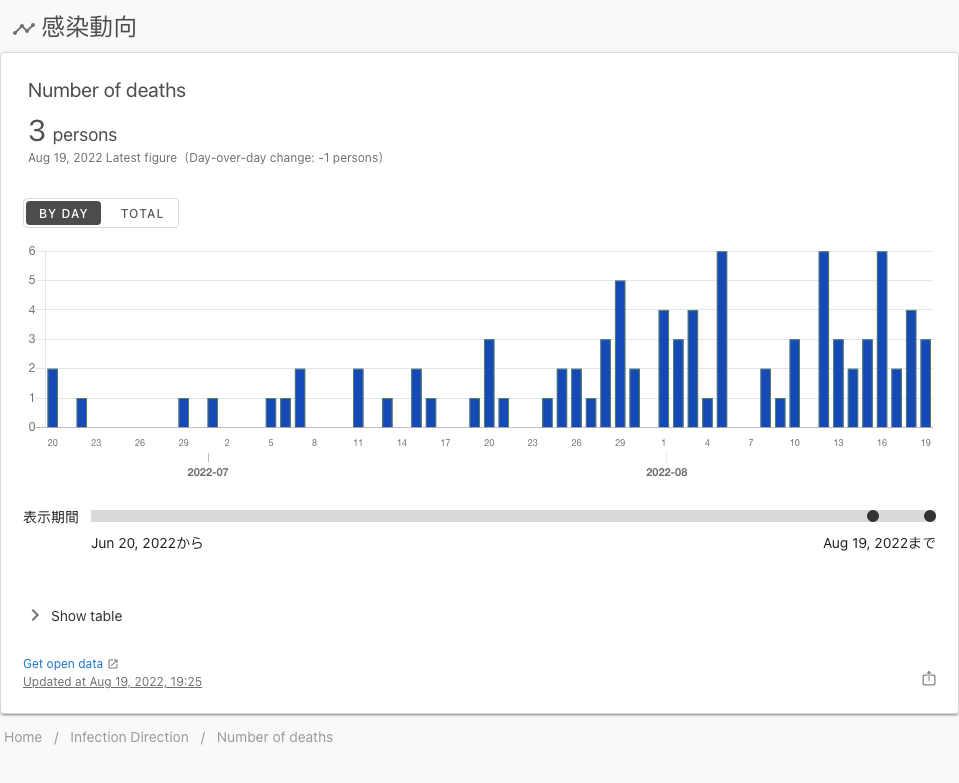 感染動向
Number of deaths
3 persons
Aug 19, 2022 Latest figure (Day-over-day change: -1 persons)
BY DAY TOTAL
6
5
4
3
2
1
0
20 23 26 29 2 5 8 11 14 17 20 23 26 29 1 4 7 10 13 16 19
2022-07 2022-08
表示期間
Jun 20, 2022から Aug 19, 2022まで
Show table
Get open data
Updated at Aug 19, 2022, 19:25
Home / Infection Direction / Number of deaths